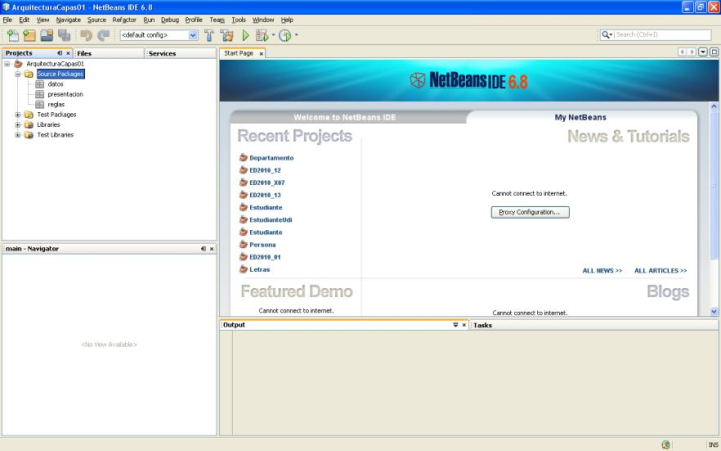 ArquitecturaCapas01 - NetBeans IDE 6.8
File Edit View Navigate Source Refactor Run Debug Profile Team Tools Window Help
<default config>
Search (Ctrl+I)
Projects
Files
Services
Start Page
ArquitecturaCapas01
Source Packages
datos
presentacion
reglas
Test Packages
Libraries
Test Libraries
NetBeans IDE 6.8
Welcome to NetBeans IDE
My NetBeans
Recent Projects
Departamento
ED2010_12
ED2010_X07
ED2010_13
Estudiante
EstudianteUdi
Estudiante
Persona
ED2010_01
Letras
News & Tutorials
Cannot connect to internet.
Proxy Configuration...
ALL NEWS >>
ALL ARTICLES >>
Featured Demo
Cannot connect to internet.
Blogs
Cannot connect to internet.
main - Navigator
<No View Available>
Output
Tasks
INS